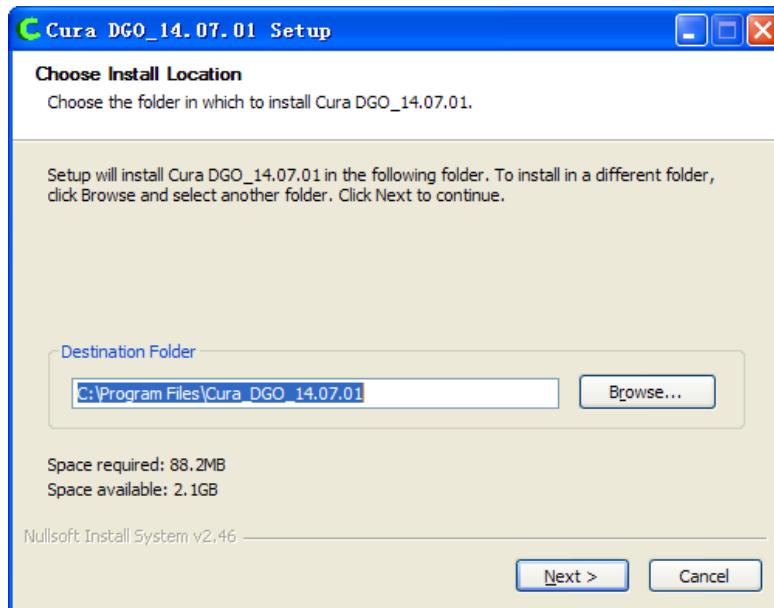 Cura DGO_14.07.01 Setup
Choose Install Location
Choose the folder in which to install Cura DGO_14.07.01.
Setup will install Cura DGO_14.07.01 in the following folder. To install in a different folder,
click Browse and select another folder. Click Next to continue.
Destination Folder
C:\Program Files\Cura_DGO_14.07.01
Browse...
Space required: 88.2MB
Space available: 2.1GB
Nullsoft Install System v2.46
Next >
Cancel